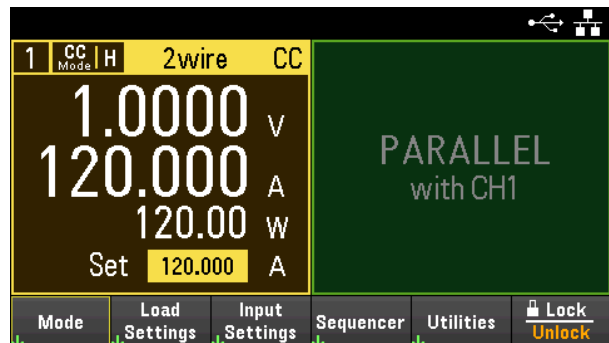 1 CC Mode H 2wire CC
1.0000 V
120.000 A
120.00 W
Set 120.000 A
PARALLEL
with CH1
Mode
Load
Settings
Input
Settings
Sequencer
Utilities
Lock
Unlock